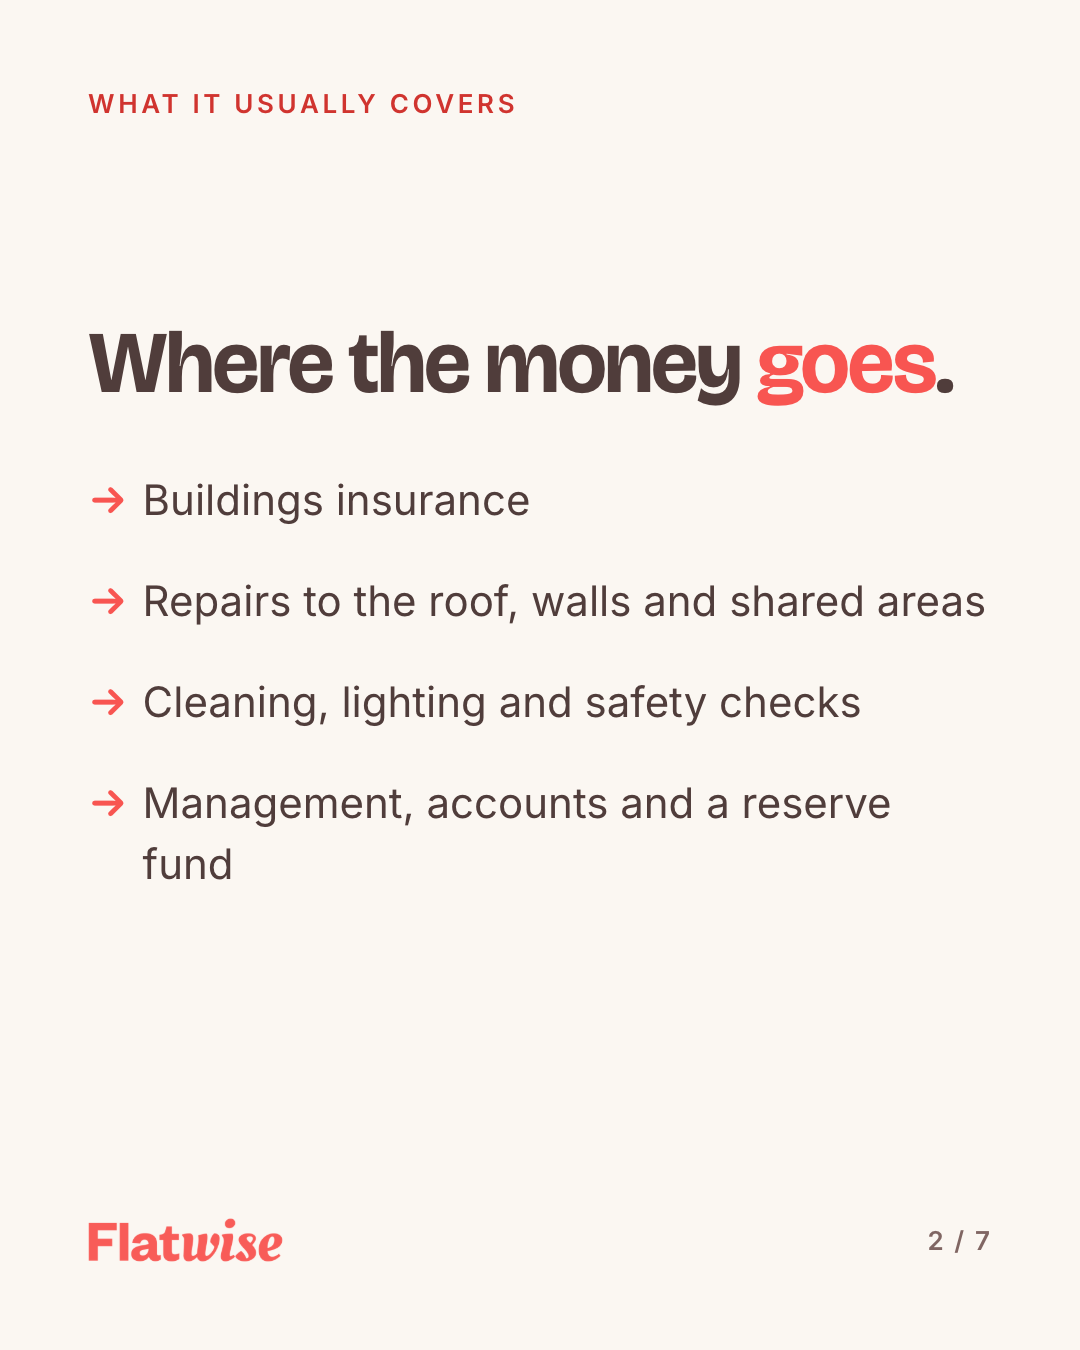 WHAT IT USUALLY COVERS
Where the money goes.
→ Buildings insurance
→ Repairs to the roof, walls and shared areas
→ Cleaning, lighting and safety checks
→ Management, accounts and a reserve
fund
Flatwise
2 / 7